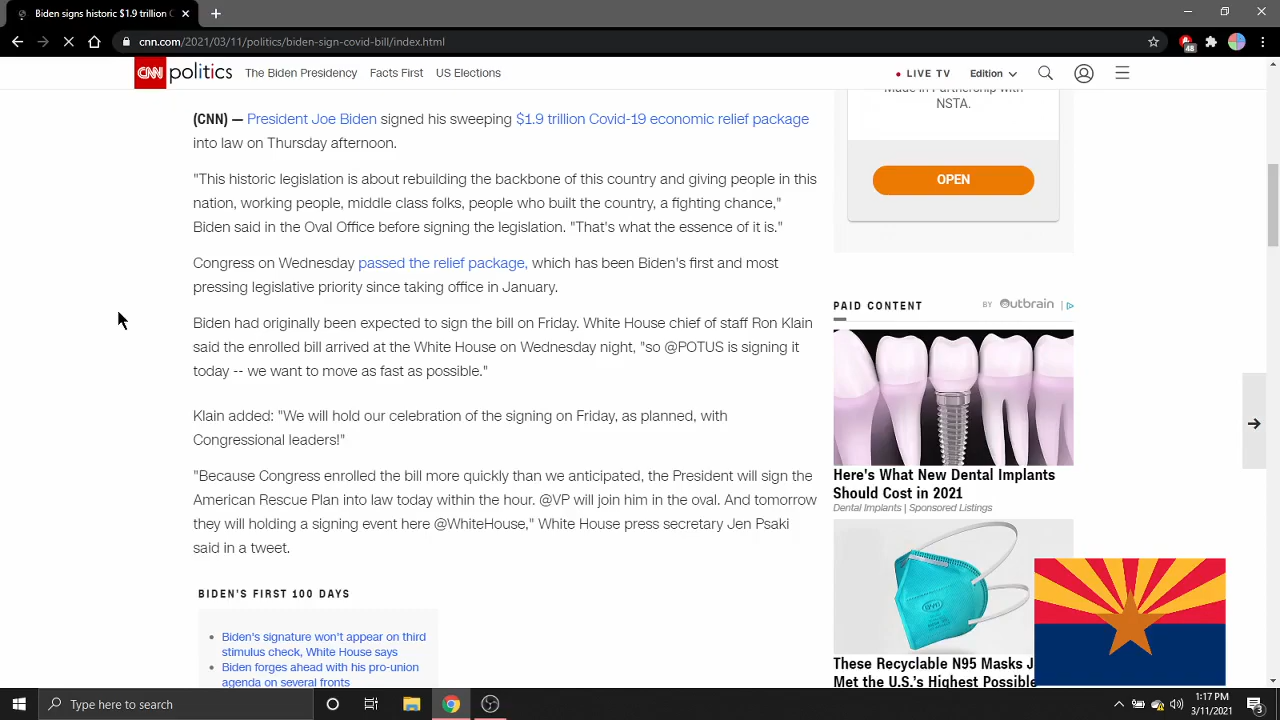 Biden signs historic $1.9 trillion C
cnn.com/2021/03/11/politics/biden-sign-covid-bill/index.html
48
CNN politics The Biden Presidency Facts First US Elections LIVE TV Edition
(CNN) — President Joe Biden signed his sweeping $1.9 trillion Covid-19 economic relief package
into law on Thursday afternoon.
"This historic legislation is about rebuilding the backbone of this country and giving people in this
nation, working people, middle class folks, people who built the country, a fighting chance,"
Biden said in the Oval Office before signing the legislation. "That's what the essence of it is."
Congress on Wednesday passed the relief package, which has been Biden's first and most
pressing legislative priority since taking office in January.
Biden had originally been expected to sign the bill on Friday. White House chief of staff Ron Klain
said the enrolled bill arrived at the White House on Wednesday night, "so @POTUS is signing it
today -- we want to move as fast as possible."
Klain added: "We will hold our celebration of the signing on Friday, as planned, with
Congressional leaders!"
"Because Congress enrolled the bill more quickly than we anticipated, the President will sign the
American Rescue Plan into law today within the hour. @VP will join him in the oval. And tomorrow
they will holding a signing event here @WhiteHouse," White House press secretary Jen Psaki
said in a tweet.
BIDEN'S FIRST 100 DAYS
Biden's signature won't appear on third
stimulus check, White House says
Biden forges ahead with his pro-union
agenda on several fronts
Made in Partnership with
NSTA.
OPEN
PAID CONTENT BY Outbrain
Here's What New Dental Implants
Should Cost in 2021
Dental Implants | Sponsored Listings
These Recyclable N95 Masks J
Met the U.S.'s Highest Possible
Type here to search
1:17 PM
3/11/2021
3